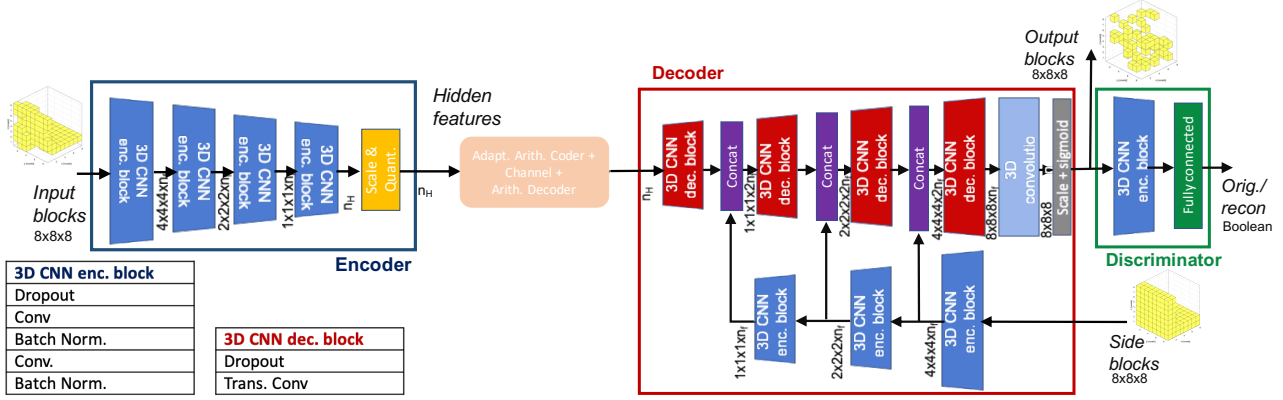 Encoder
Input
blocks
8x8x8
3D CNN
enc. block
4x4x4xn
3D CNN
enc. block
2x2x2xn
3D CNN
enc. block
1x1x1xn
3D CNN
enc. block
nH
Scale &
Quant.
nH
Hidden
features
Adapt. Arith. Coder +
Channel +
Arith. Decoder
Decoder
nH
3D CNN
dec. block
Concat
1x1x1x2nf
3D CNN
dec. block
Concat
2x2x2x2nf
3D CNN
dec. block
Concat
4x4x4x2nf
3D CNN
dec. block
8x8x8xnf
3D
convolutio
8x8x8
Scale + sigmoid
Output
blocks
8x8x8
3D CNN
enc. block
Fully connected
Discriminator
Orig./
recon
Boolean
1x1x1xnf
3D CNN
enc. block
2x2x2xnf
3D CNN
enc. block
4x4x4xnf
3D CNN
enc. block
Side
blocks
8x8x8
3D CNN enc. block
Dropout
Conv
Batch Norm.
Conv.
Batch Norm.
3D CNN dec. block
Dropout
Trans. Conv